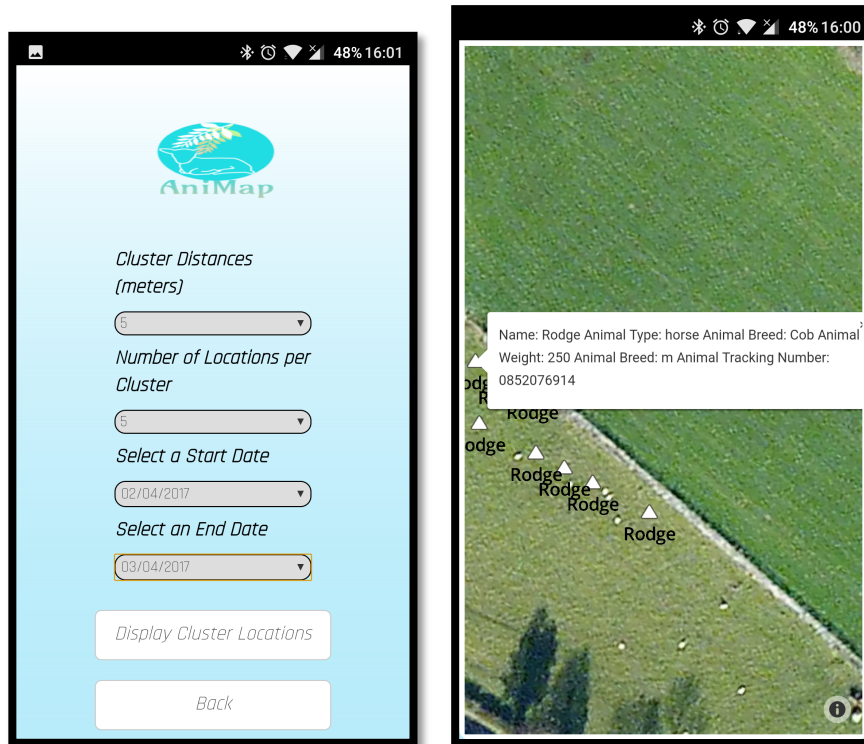 48% 16:01
AniMap
Cluster Distances
(meters)
5
Number of Locations per
Cluster
5
Select a Start Date
02/04/2017
Select an End Date
03/04/2017
Display Cluster Locations
Back
48% 16:00
Name: Rodge Animal Type: horse Animal Breed: Cob Animal
Weight: 250 Animal Breed: m Animal Tracking Number:
0852076914
Rodge
odge
Rodge
Rodge
Rodge
Rodge